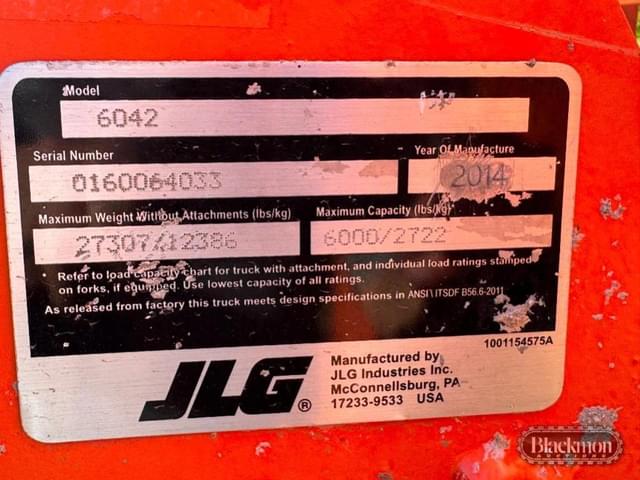 Model
6042
Serial Number
Year Of Manufacture
0160064033
2014
Maximum Weight Without Attachments (lbs/kg)
Maximum Capacity (lbs/kg)
27307/12386
6000/2722
• Refer to load capacity chart for truck with attachment, and individual load ratings stamped
on forks, if equipped. Use lowest capacity of all ratings.
As released from factory this truck meets design specifications in ANSI\ITSDF B56.6-2011
1001154575A
JLG®
Manufactured by
JLG Industries Inc.
McConnellsburg, PA
17233-9533 USA
Blackmon
AUCTIONS